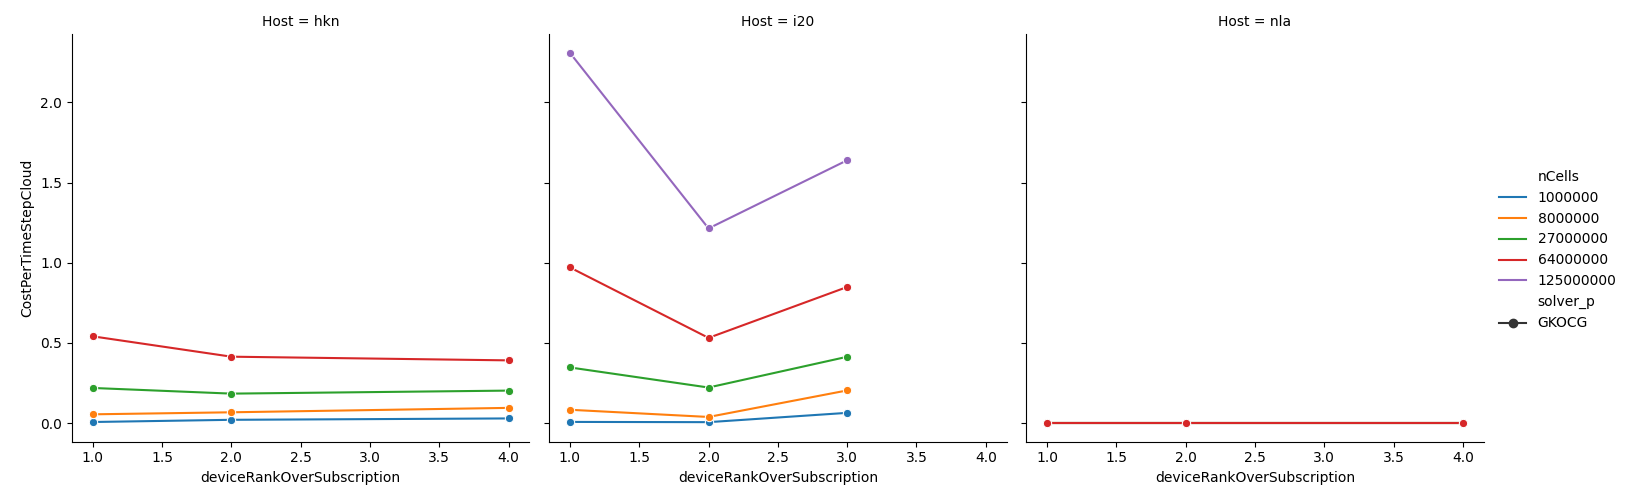 Host = hkn
Host = i20
Host = nla
CostPerTimeStepCloud
2.0
1.5
1.0
0.5
0.0
1.0 1.5 2.0 2.5 3.0 3.5 4.0
1.0 1.5 2.0 2.5 3.0 3.5 4.0
1.0 1.5 2.0 2.5 3.0 3.5 4.0
deviceRankOverSubscription
deviceRankOverSubscription
deviceRankOverSubscription
nCells
1000000
8000000
27000000
64000000
125000000
solver_p
GKOCG